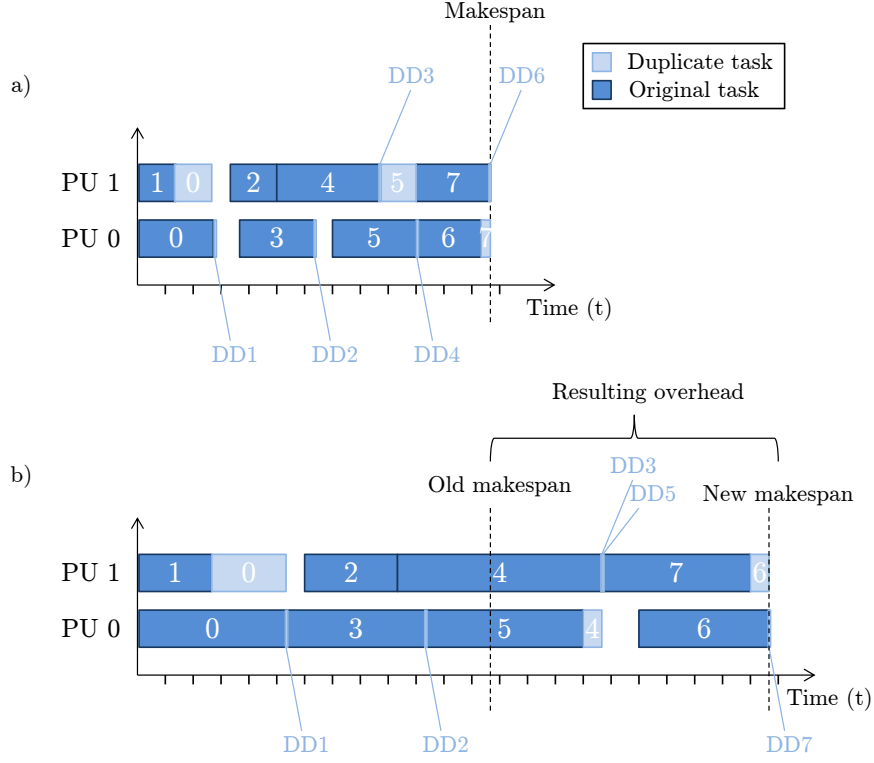 Makespan
a)
DD3
DD6
Duplicate task
Original task
PU 1
1 0 2 4 5 7
PU 0
0 3 5 6 7
Time (t)
DD1
DD2
DD4
Resulting overhead
b)
DD3
DD5
Old makespan
New makespan
PU 1
1 0 2 4 7 6
PU 0
0 3 5 4 6
Time (t)
DD1
DD2
DD7